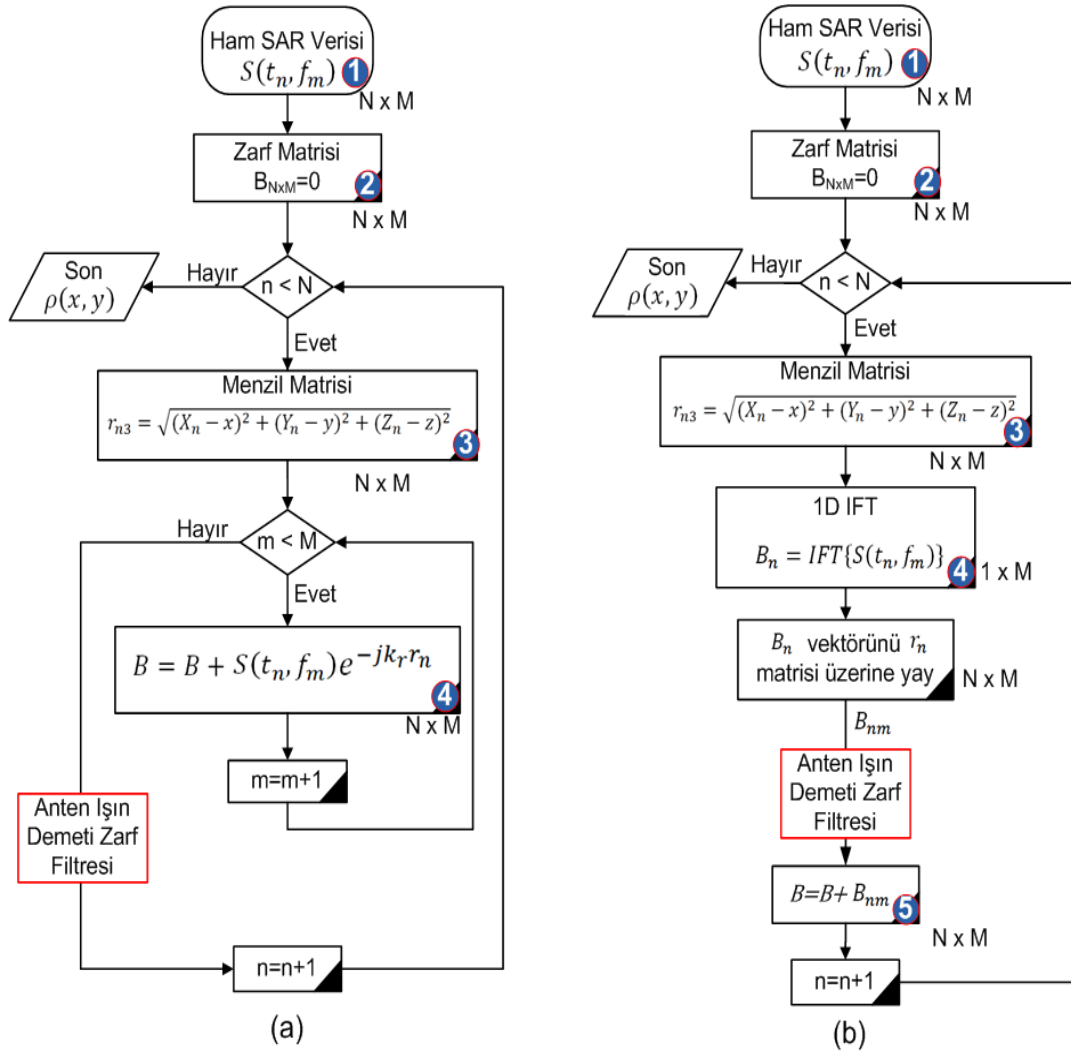 Ham SAR Verisi
S(t_n, f_m) 1
N x M
Zarf Matrisi
B_NxM=0
2
N x M
Hayır
n < N
Son
ρ(x, y)
Evet
Menzil Matrisi
r_n3 = √((X_n − x)² + (Y_n − y)² + (Z_n − z)²)
3
N x M
Hayır
m < M
Evet
B = B + S(t_n, f_m)e^(−jk_r r_n)
4
N x M
m=m+1
Anten Işın
Demeti Zarf
Filtresi
n=n+1
(a)
Ham SAR Verisi
S(t_n, f_m) 1
N x M
Zarf Matrisi
B_NxM=0
2
N x M
Hayır
n < N
Son
ρ(x, y)
Evet
Menzil Matrisi
r_n3 = √((X_n − x)² + (Y_n − y)² + (Z_n − z)²)
3
N x M
1D IFT
B_n = IFT{S(t_n, f_m)}
4 1 x M
B_n vektörünü r_n
matrisi üzerine yay
N x M
B_nm
Anten Işın
Demeti Zarf
Filtresi
B=B+ B_nm
5
N x M
n=n+1
(b)